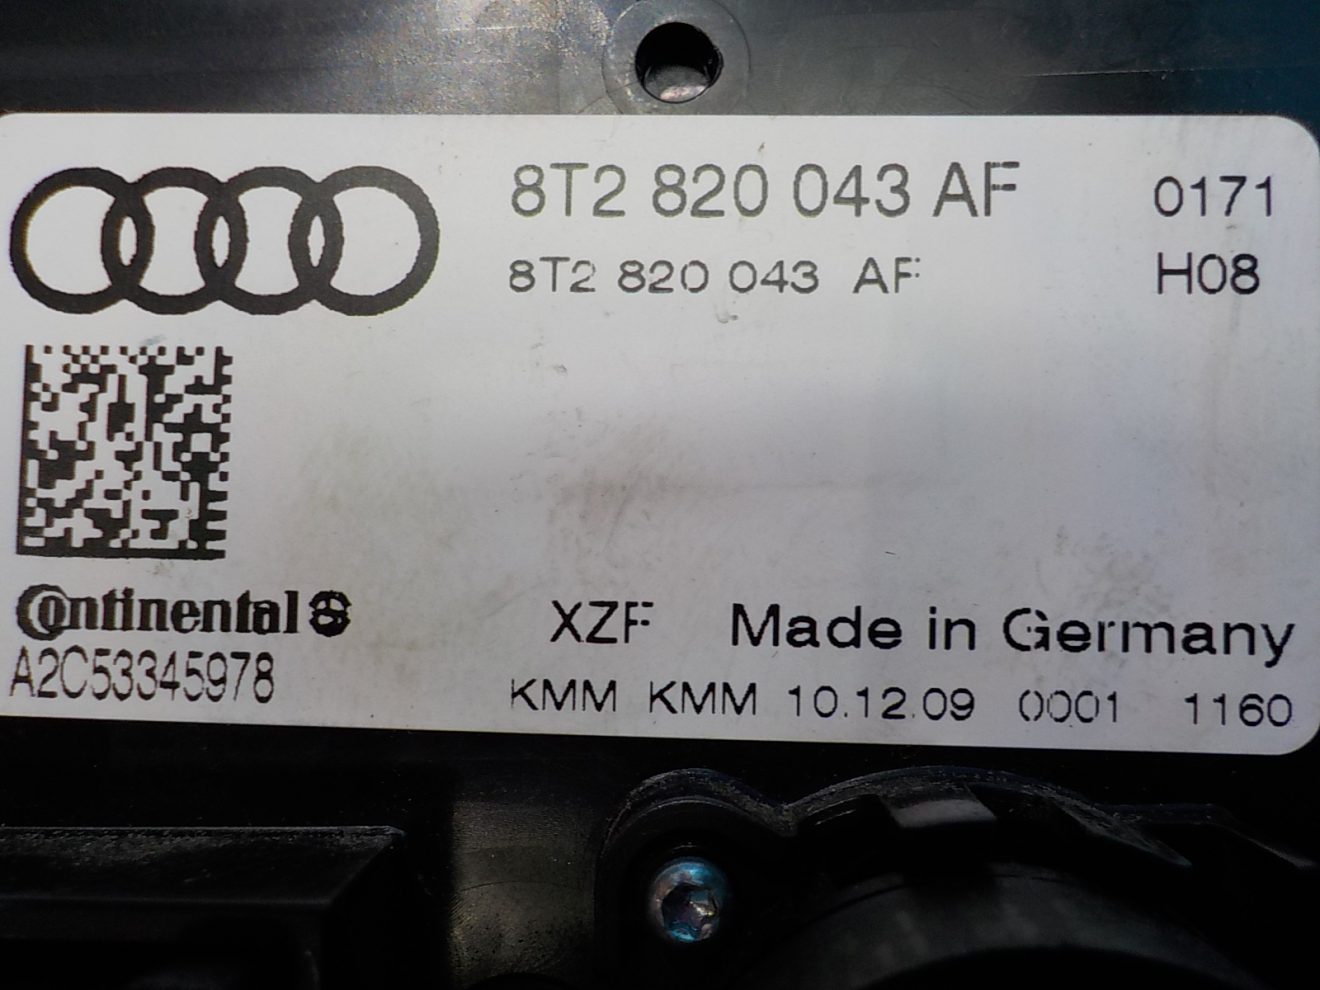 8T2 820 043 AF 0171
8T2 820 043 AF H08
Continental
A2C53345978
XZF Made in Germany
KMM KMM 10.12.09 0001 1160